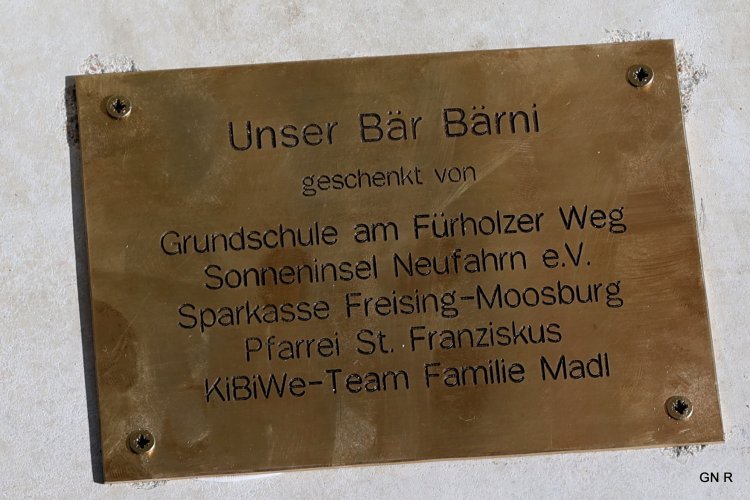 Unser Bär Bärni
geschenkt von
Grundschule am Fürholzer Weg
Sonneninsel Neufahrn e.V.
Sparkasse Freising-Moosburg
Pfarrei St. Franziskus
KiBiWe-Team Familie Madl
GN R